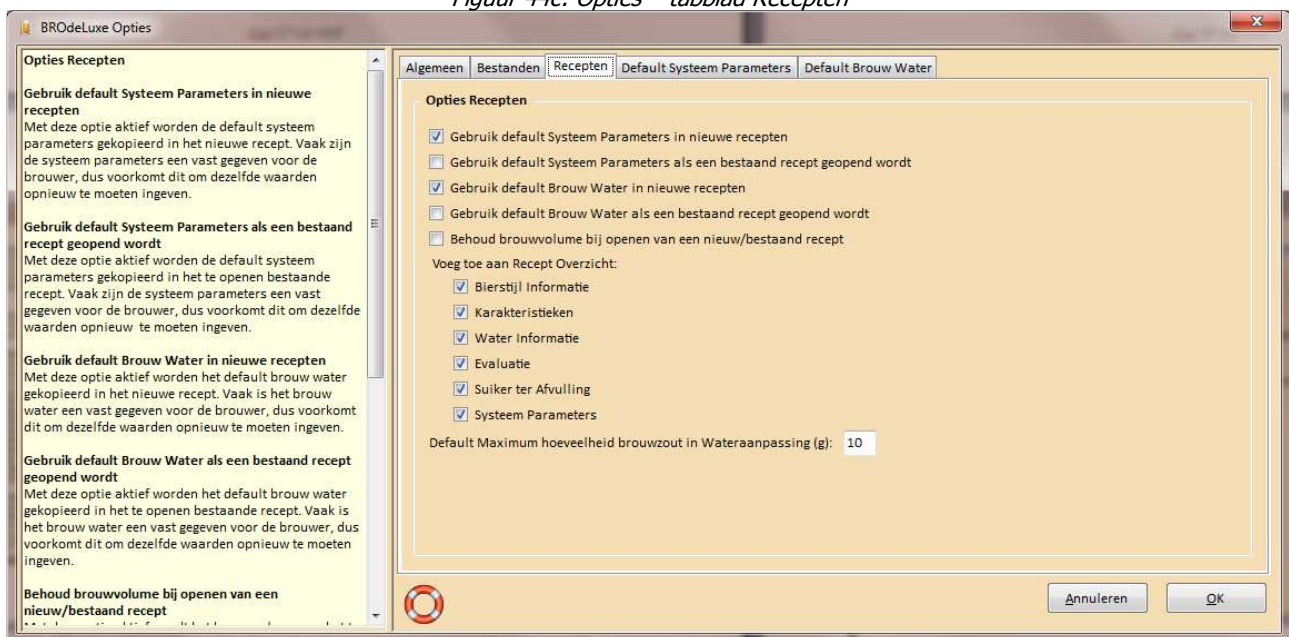 Figuur 44c. Opties – tabblad Recepten
BROdeLuxe Opties
Opties Recepten
Gebruik default Systeem Parameters in nieuwe
recepten
Met deze optie aktief worden de default systeem
parameters gekopieerd in het nieuwe recept. Vaak zijn
de systeem parameters een vast gegeven voor de
brouwer, dus voorkomt dit om dezelfde waarden
opnieuw te moeten ingeven.
Gebruik default Systeem Parameters als een bestaand
recept geopend wordt
Met deze optie aktief worden de default systeem
parameters gekopieerd in het te openen bestaande
recept. Vaak zijn de systeem parameters een vast
gegeven voor de brouwer, dus voorkomt dit om dezelfde
waarden opnieuw te moeten ingeven.
Gebruik default Brouw Water in nieuwe recepten
Met deze optie aktief worden het default brouw water
gekopieerd in het nieuwe recept. Vaak is het brouw
water een vast gegeven voor de brouwer, dus voorkomt
dit om dezelfde waarden opnieuw te moeten ingeven.
Gebruik default Brouw Water als een bestaand recept
geopend wordt
Met deze optie aktief worden het default brouw water
gekopieerd in het te openen bestaande recept. Vaak is
het brouw water een vast gegeven voor de brouwer, dus
voorkomt dit om dezelfde waarden opnieuw te moeten
ingeven.
Behoud brouwvolume bij openen van een
nieuw/bestaand recept
Algemeen Bestanden Recepten Default Systeem Parameters Default Brouw Water
Opties Recepten
Gebruik default Systeem Parameters in nieuwe recepten
Gebruik default Systeem Parameters als een bestaand recept geopend wordt
Gebruik default Brouw Water in nieuwe recepten
Gebruik default Brouw Water als een bestaand recept geopend wordt
Behoud brouwvolume bij openen van een nieuw/bestaand recept
Voeg toe aan Recept Overzicht:
Bierstijl Informatie
Karakteristieken
Water Informatie
Evaluatie
Suiker ter Afvulling
Systeem Parameters
Default Maximum hoeveelheid brouwzout in Wateraanpassing (g): 10
Annuleren OK